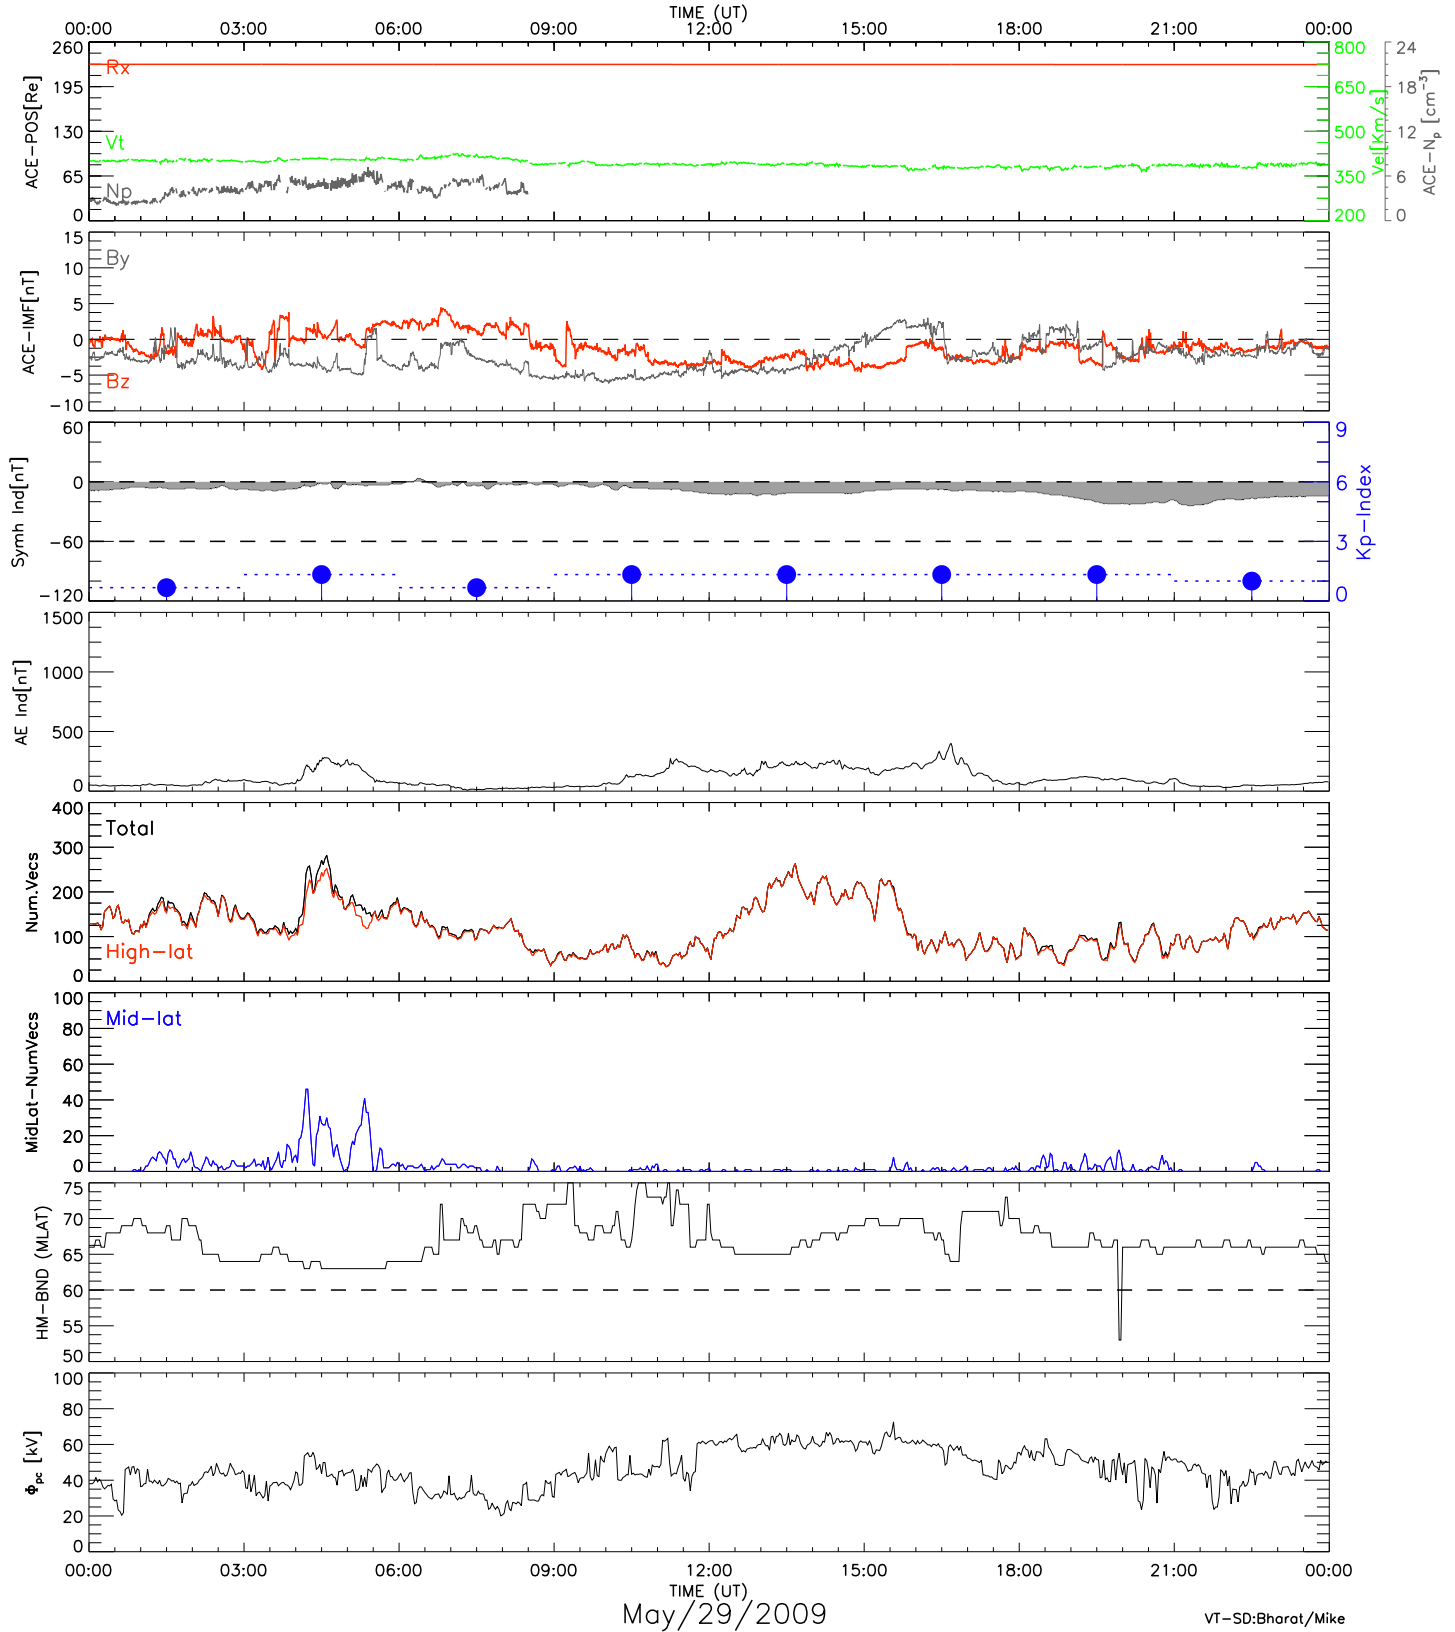 TIME (UT)
00:00 03:00 06:00 09:00 12:00 15:00 18:00 21:00 00:00
ACE-POS[Re]
260
195
130
65
0
Rx
Vt
Np
800
650
500
350
200
Vel[Km/s]
24
18
12
6
0
ACE-Np [cm⁻³]
ACE-IMF[nT]
15
10
5
0
-5
-10
By
Bz
Symh Ind[nT]
60
0
-60
-120
9
6
3
0
Kp-Index
AE Ind[nT]
1500
1000
500
0
Num.Vecs
400
300
200
100
0
Total
High-lat
MidLat-NumVecs
100
80
60
40
20
0
Mid-lat
HM-BND (MLAT)
75
70
65
60
55
50
Φpc [kV]
100
80
60
40
20
0
00:00 03:00 06:00 09:00 12:00 15:00 18:00 21:00 00:00
TIME (UT)
May/29/2009
VT-SD:Bharat/Mike